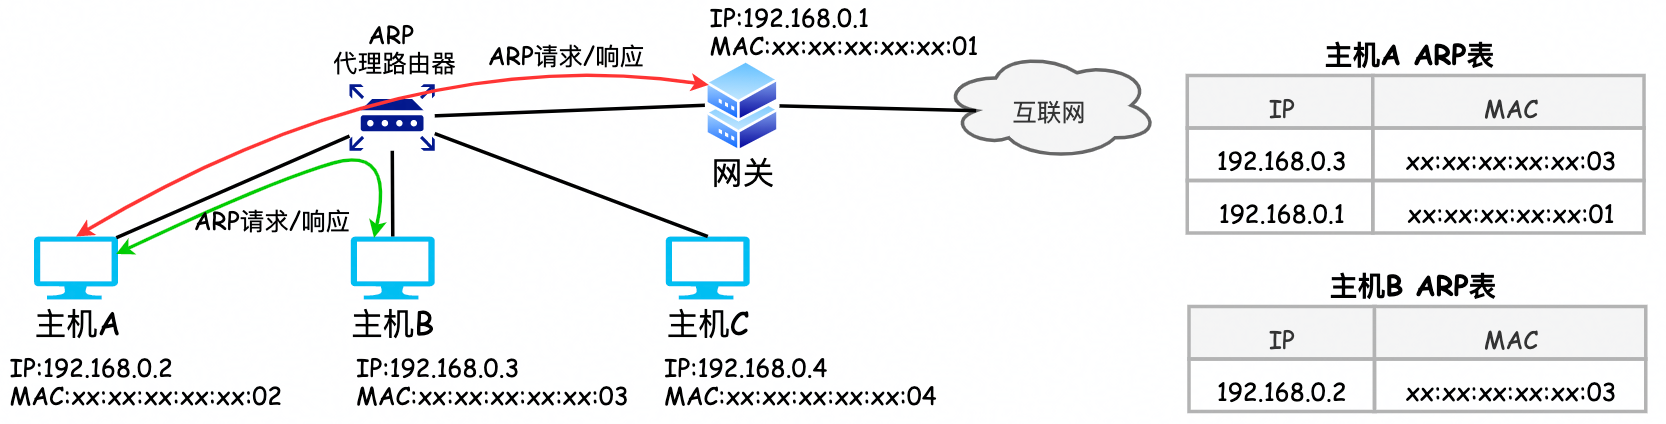 IP:192.168.0.1
MAC:xx:xx:xx:xx:xx:01
ARP
代理路由器
ARP请求/响应
互联网
网关
ARP请求/响应
主机A
IP:192.168.0.2
MAC:xx:xx:xx:xx:xx:02
主机B
IP:192.168.0.3
MAC:xx:xx:xx:xx:xx:03
主机C
IP:192.168.0.4
MAC:xx:xx:xx:xx:xx:04
主机A ARP表
IP MAC
192.168.0.3 xx:xx:xx:xx:xx:03
192.168.0.1 xx:xx:xx:xx:xx:01
主机B ARP表
IP MAC
192.168.0.2 xx:xx:xx:xx:xx:03